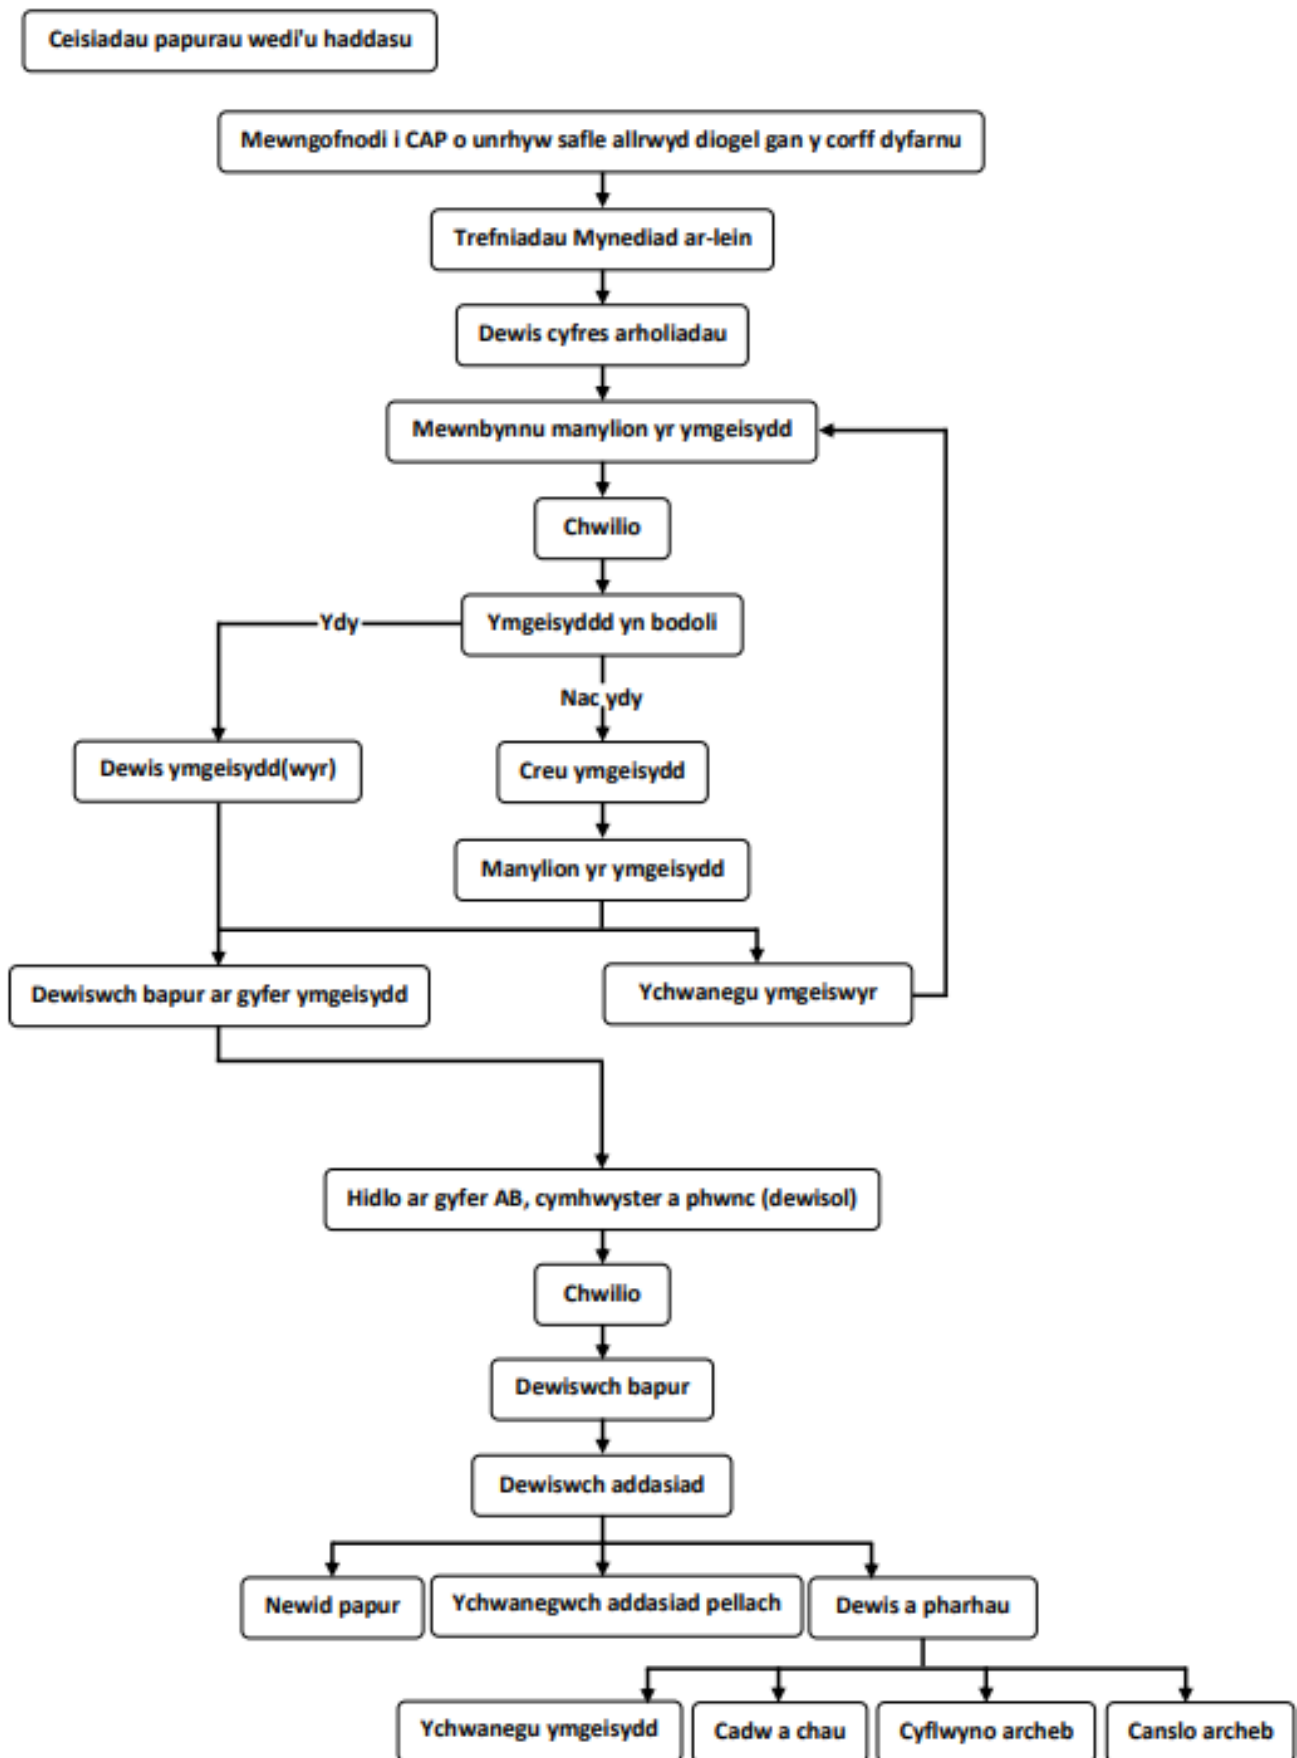 Ceisiadau papurau wedi'u haddasu
Mewngofnodi i CAP o unrhyw safle allrwyd diogel gan y corff dyfarnu
Trefniadau Mynediad ar-lein
Dewis cyfres arholiadau
Mewnbynnu manylion yr ymgeisydd
Chwilio
Ymgeisyddd yn bodoli
Ydy
Nac ydy
Dewis ymgeisydd(wyr)
Creu ymgeisydd
Manylion yr ymgeisydd
Dewiswch bapur ar gyfer ymgeisydd
Ychwanegu ymgeiswyr
Hidlo ar gyfer AB, cymhwyster a phwnc (dewisol)
Chwilio
Dewiswch bapur
Dewiswch addasiad
Newid papur
Ychwanegwch addasiad pellach
Dewis a pharhau
Ychwanegu ymgeisydd
Cadw a chau
Cyflwyno archeb
Canslo archeb